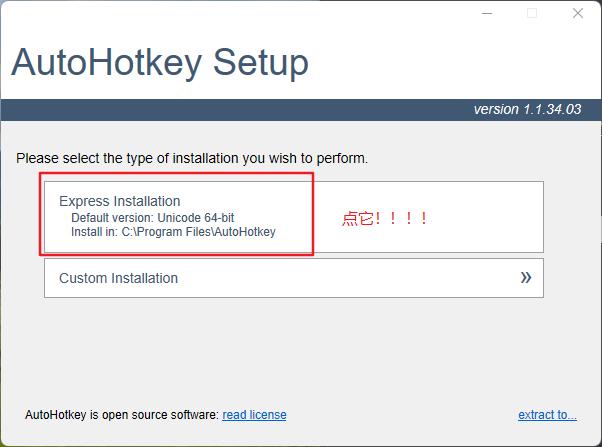 AutoHotkey Setup
version 1.1.34.03
Please select the type of installation you wish to perform.
Express Installation
Default version: Unicode 64-bit
Install in: C:\Program Files\AutoHotkey
点它！！！！
Custom Installation »
AutoHotkey is open source software: read license
extract to...